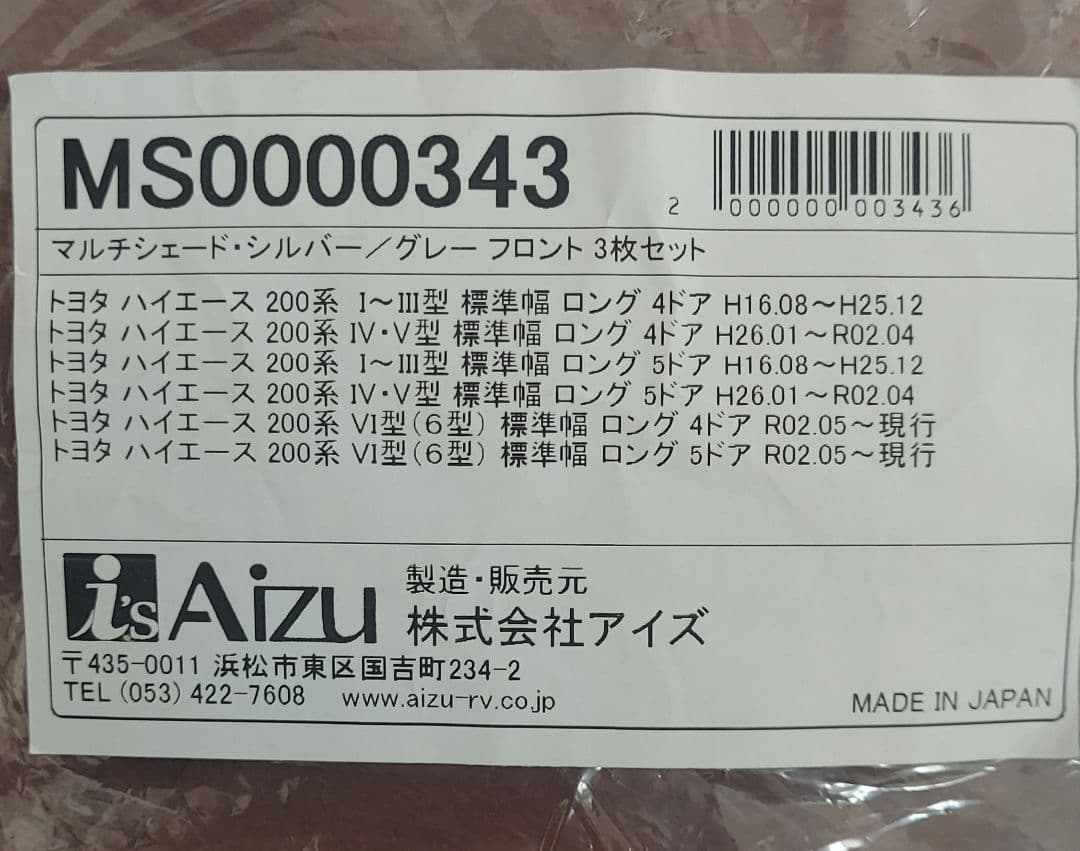 MS0000343
2 000000 003436
マルチシェード・シルバー／グレー フロント 3枚セット
トヨタ ハイエース 200系 I～III型 標準幅 ロング 4ドア H16.08～H25.12
トヨタ ハイエース 200系 IV・V型 標準幅 ロング 4ドア H26.01～R02.04
トヨタ ハイエース 200系 I～III型 標準幅 ロング 5ドア H16.08～H25.12
トヨタ ハイエース 200系 IV・V型 標準幅 ロング 5ドア H26.01～R02.04
トヨタ ハイエース 200系 VI型（6型） 標準幅 ロング 4ドア R02.05～現行
トヨタ ハイエース 200系 VI型（6型） 標準幅 ロング 5ドア R02.05～現行
i's Aizu
製造・販売元
株式会社アイズ
〒435-0011 浜松市東区国吉町234-2
TEL（053）422-7608 www.aizu-rv.co.jp
MADE IN JAPAN